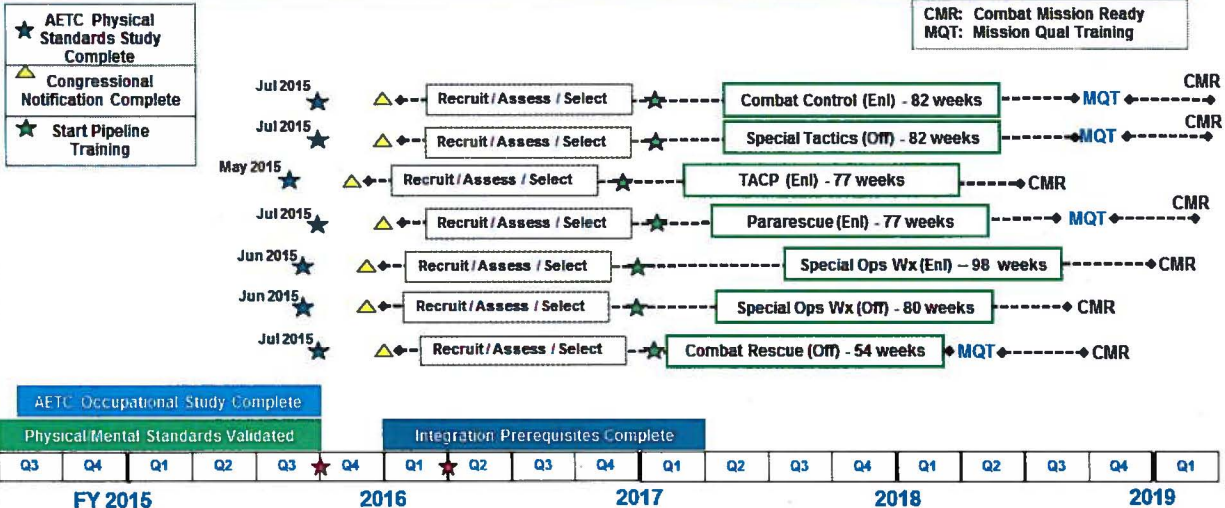 AETC Physical
Standards Study
Complete
Congressional
Notification Complete
Start Pipeline
Training
CMR: Combat Mission Ready
MQT: Mission Qual Training
Jul 2015 Recruit / Assess / Select Combat Control (Enl) - 82 weeks MQT CMR
Jul 2015 Recruit / Assess / Select Special Tactics (Off) - 82 weeks MQT CMR
May 2015 Recruit / Assess / Select TACP (Enl) - 77 weeks CMR
Jul 2015 Recruit / Assess / Select Pararescue (Enl) - 77 weeks MQT CMR
Jun 2015 Recruit / Assess / Select Special Ops Wx (Enl) – 98 weeks CMR
Jun 2015 Recruit / Assess / Select Special Ops Wx (Off) - 80 weeks CMR
Jul 2015 Recruit / Assess / Select Combat Rescue (Off) - 54 weeks MQT CMR
AETC Occupational Study Complete
Physical/Mental Standards Validated Integration Prerequisites Complete
Q3 Q4 Q1 Q2 Q3 Q4 Q1 Q2 Q3 Q4 Q1 Q2 Q3 Q4 Q1 Q2 Q3 Q4 Q1
FY 2015 2016 2017 2018 2019